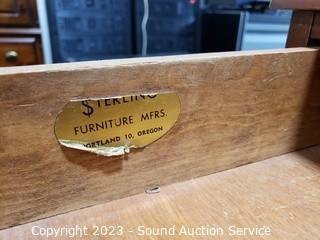 STERLING
FURNITURE MFRS.
PORTLAND 10, OREGON
Copyright 2023 - Sound Auction Service